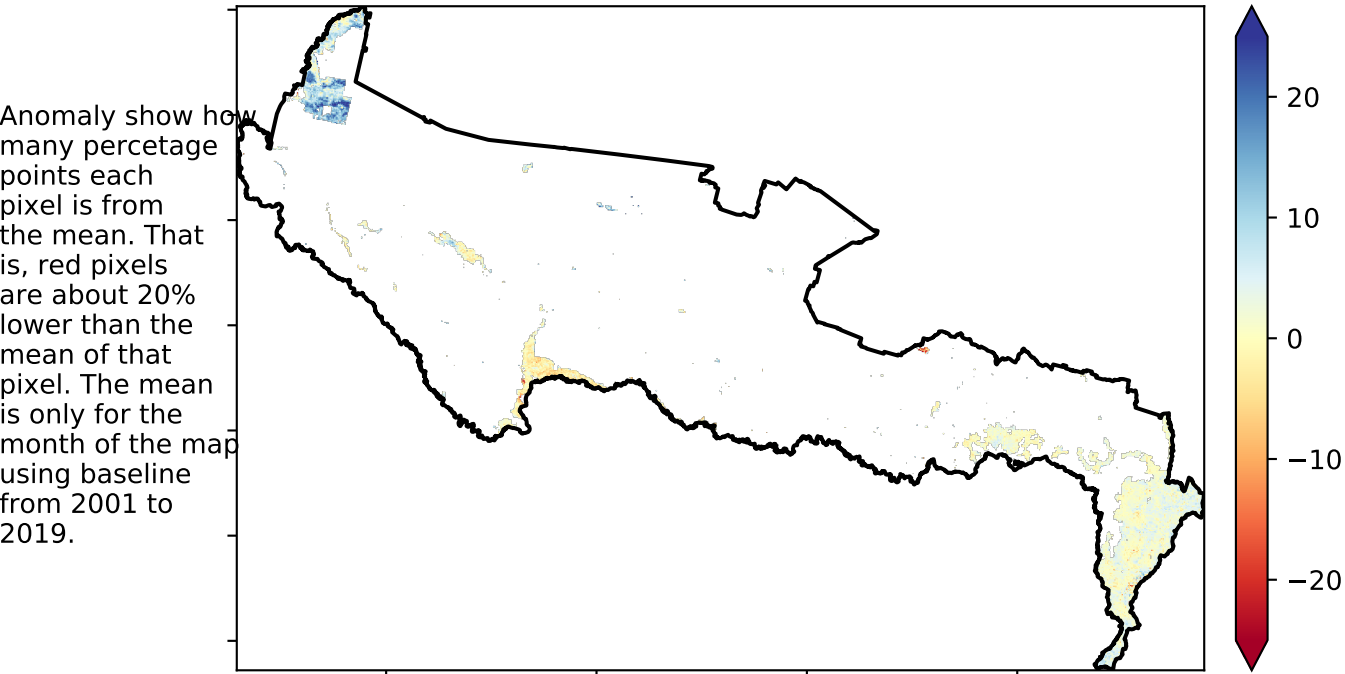 Anomaly show how
many percetage
points each
pixel is from
the mean. That
is, red pixels
are about 20%
lower than the
mean of that
pixel. The mean
is only for the
month of the map
using baseline
from 2001 to
2019.
20
10
0
−10
−20